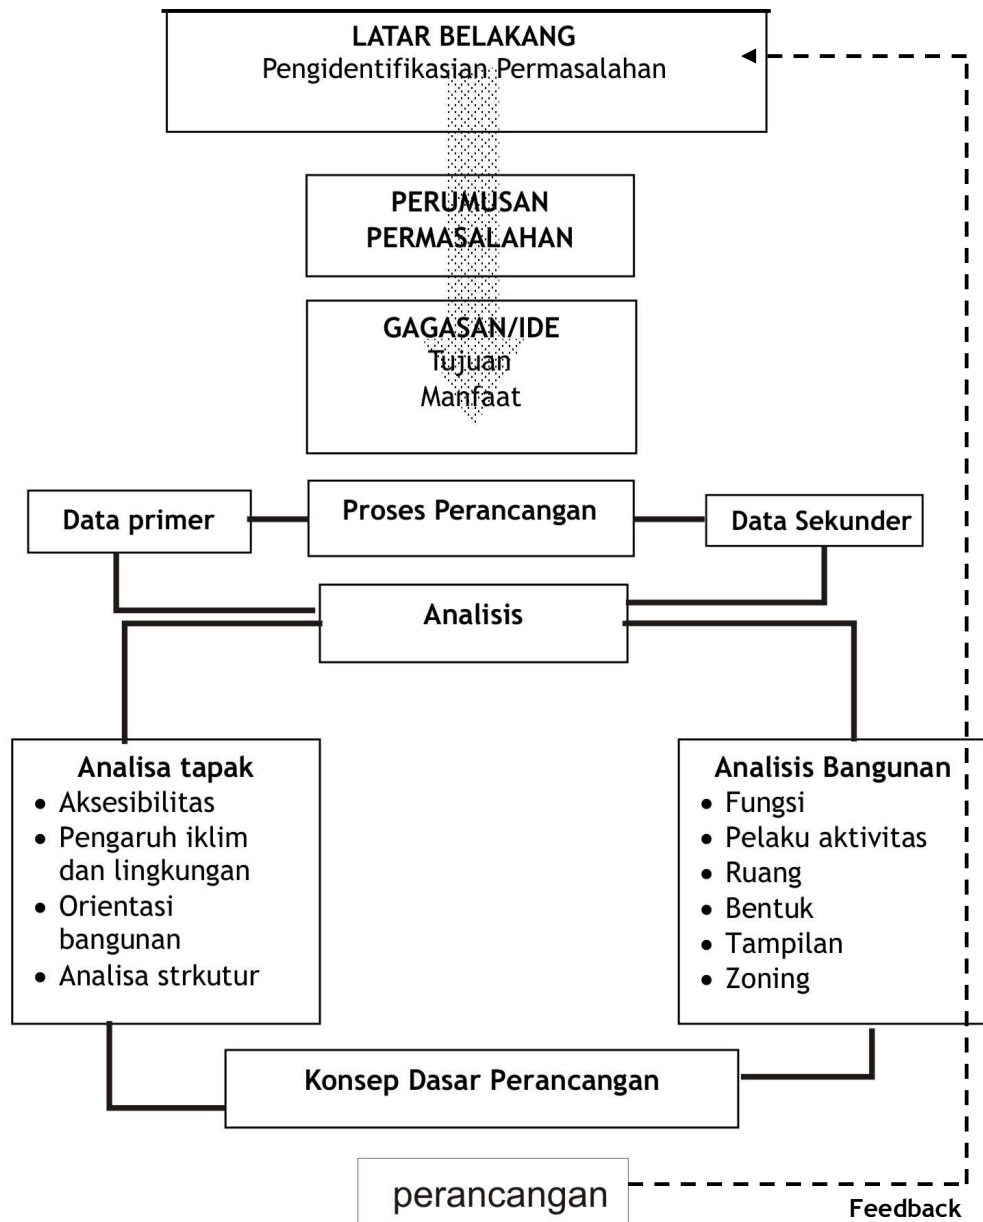 LATAR BELAKANG
Pengidentifikasian Permasalahan
PERUMUSAN
PERMASALAHAN
GAGASAN/IDE
Tujuan
Manfaat
Data primer
Proses Perancangan
Data Sekunder
Analisis
Analisa tapak
• Aksesibilitas
• Pengaruh iklim
dan lingkungan
• Orientasi
bangunan
• Analisa strkutur
Analisis Bangunan
• Fungsi
• Pelaku aktivitas
• Ruang
• Bentuk
• Tampilan
• Zoning
Konsep Dasar Perancangan
perancangan
Feedback